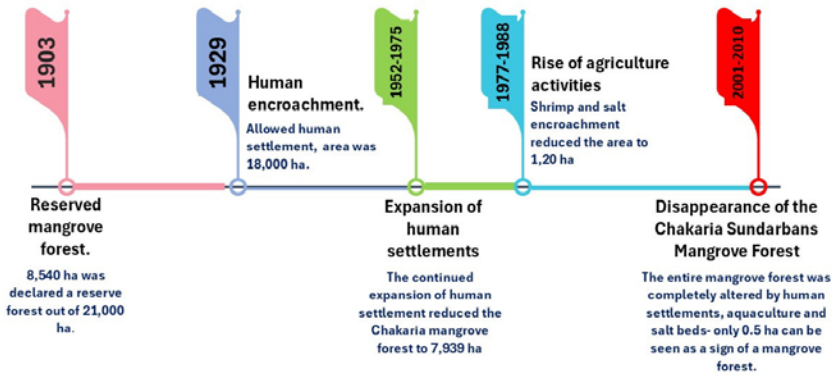 1903
Reserved
mangrove
forest.
8,540 ha was
declared a reserve
forest out of 21,000
ha.
1929
Human
encroachment.
Allowed human
settlement, area was
18,000 ha.
1952-1975
Expansion of
human
settlements
The continued
expansion of human
settlement reduced the
Chakaria mangrove
forest to 7,939 ha
1977-1988
Rise of agriculture
activities
Shrimp and salt
encroachment
reduced the area to
1,20 ha
2001-2010
Disappearance of the
Chakaria Sundarbans
Mangrove Forest
The entire mangrove forest was
completely altered by human
settlements, aquaculture and
salt beds- only 0.5 ha can be
seen as a sign of a mangrove
forest.